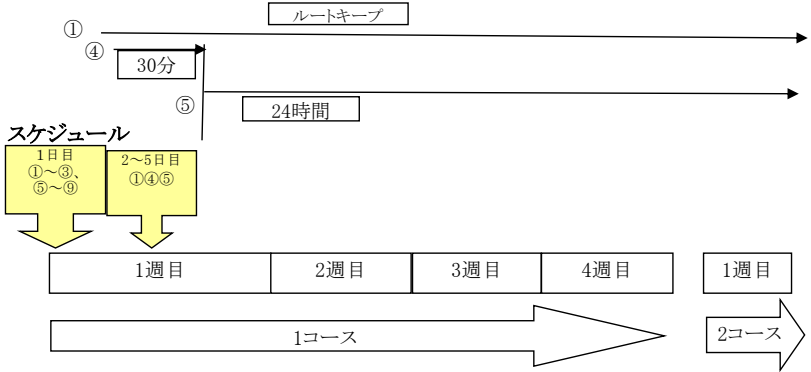 ルートキープ
①
④
30分
⑤
24時間
スケジュール
1日目
①～③、
⑤～⑨
2～5日目
①④⑤
1週目
2週目
3週目
4週目
1週目
1コース
2コース